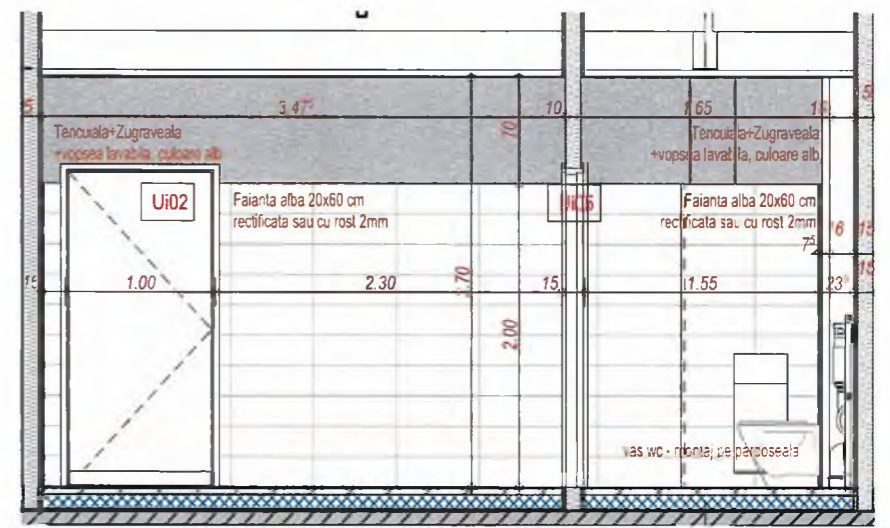 3.47⁵
10
1.65
70
Tencuiala+Zugraveala
+vopsea lavabila, culoare alb
Tencuiala+Zugraveala
+vopsea lavabila, culoare alb
Ui02
Faianta alba 20x60 cm
rectificata sau cu rost 2mm
Faianta alba 20x60 cm
rectificata sau cu rost 2mm
16
15
7⁵
15
15
1.00
2.30
2.70
15
1.55
23⁵
2.00
vas wc - montaj pe pardoseala